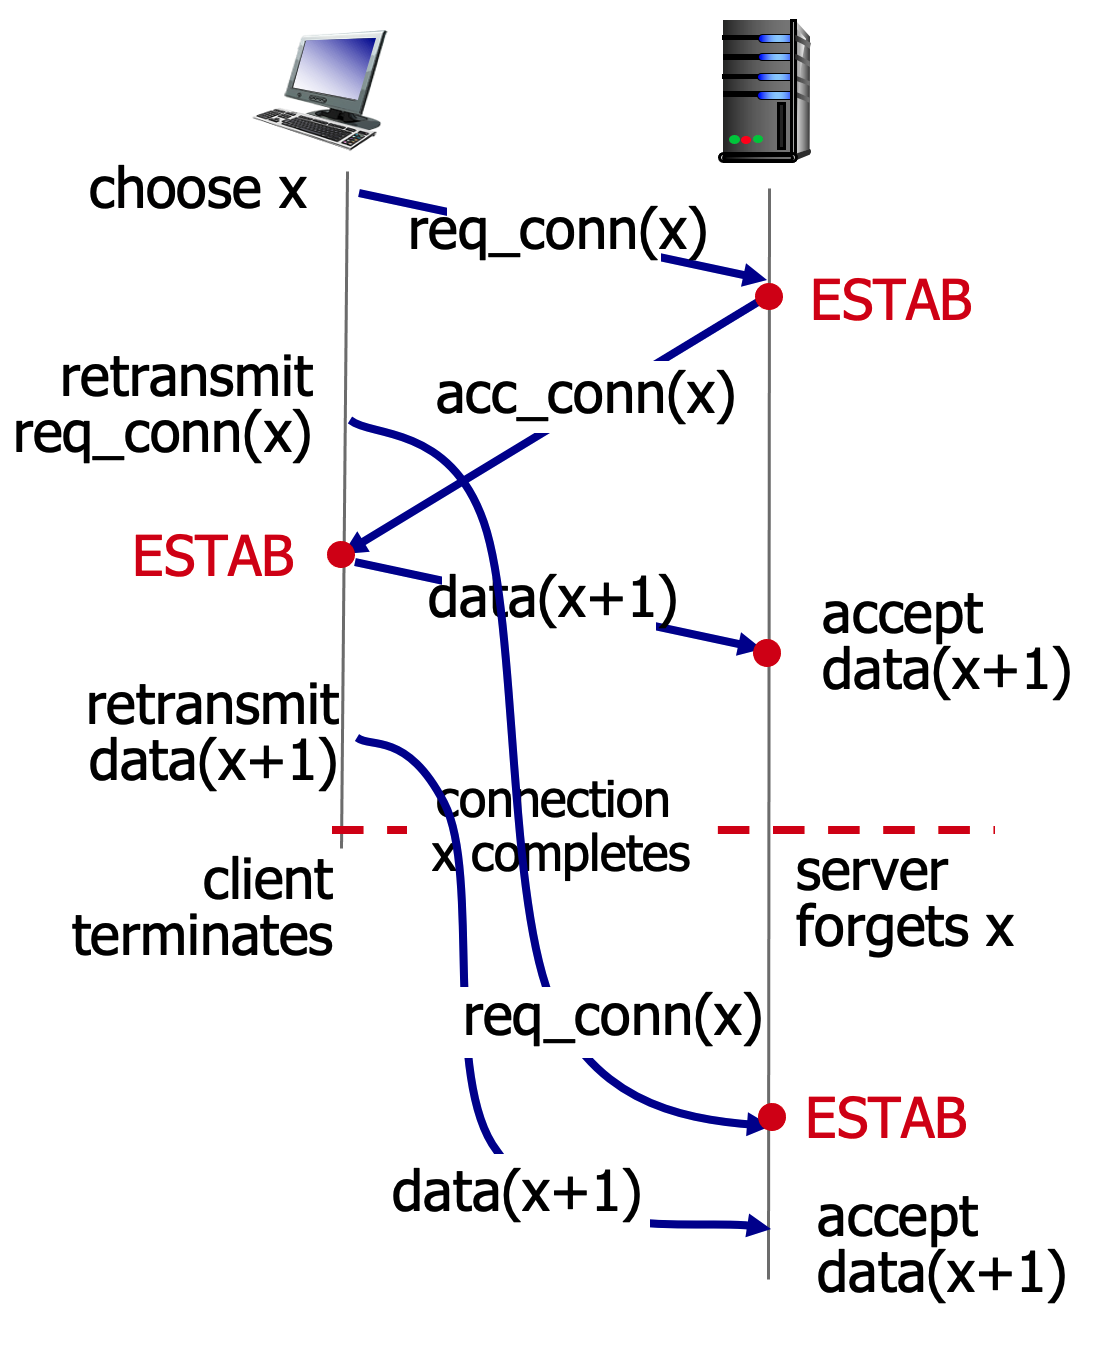 choose x
req_conn(x)
ESTAB
retransmit
req_conn(x)
acc_conn(x)
ESTAB
data(x+1)
accept
data(x+1)
retransmit
data(x+1)
connection
x completes
client
terminates
server
forgets x
req_conn(x)
ESTAB
data(x+1)
accept
data(x+1)